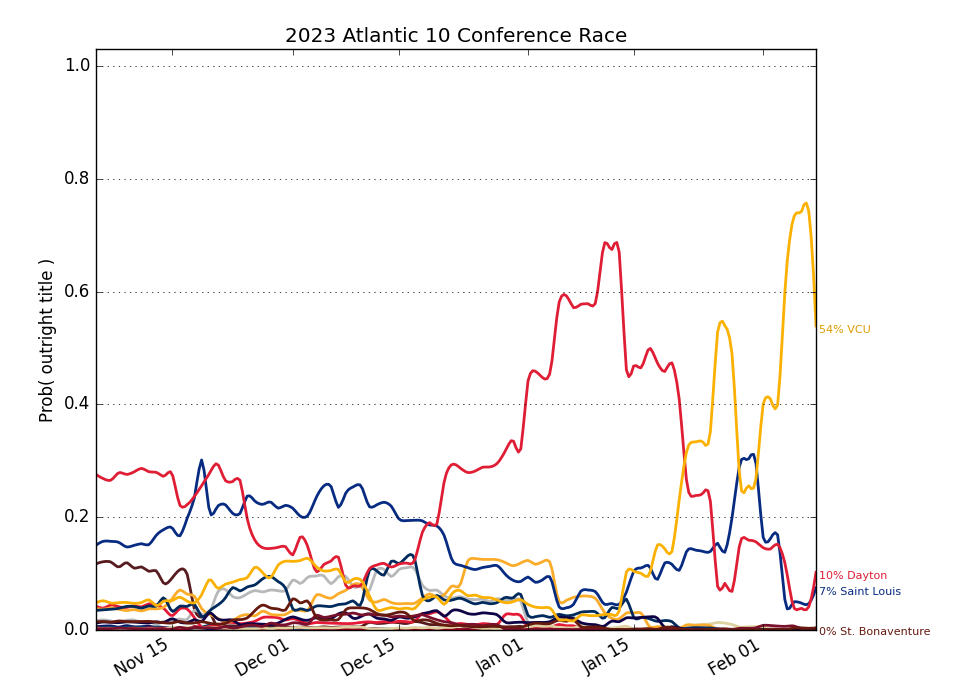 2023 Atlantic 10 Conference Race
Prob( outright title )
1.0
0.8
0.6
0.4
0.2
0.0
54% VCU
10% Dayton
7% Saint Louis
0% St. Bonaventure
Nov 15
Dec 01
Dec 15
Jan 01
Jan 15
Feb 01